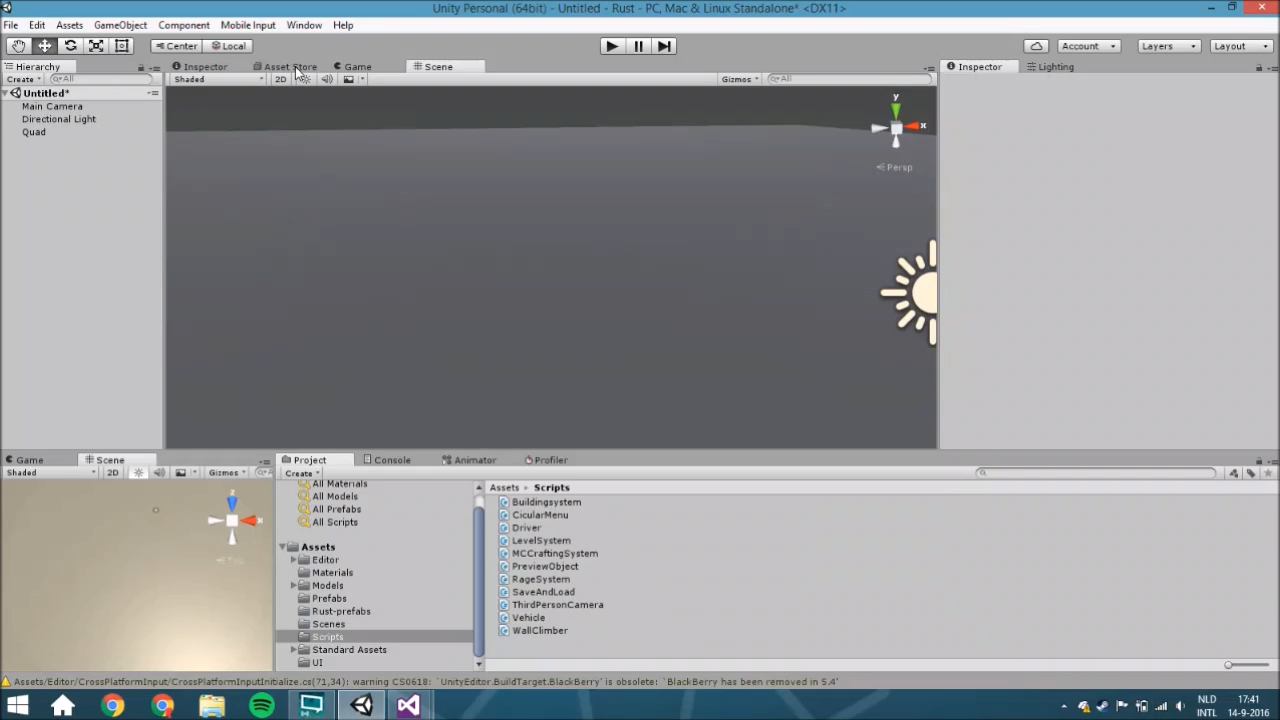 Unity Personal (64bit) - Untitled - Rust - PC, Mac & Linux Standalone* <DX11>
File Edit Assets GameObject Component Mobile Input Window Help
Center Local Account Layers Layout
Hierarchy Inspector Asset Store Game Scene Inspector Lighting
Create All Shaded 2D Gizmos All
Untitled*
Main Camera
Directional Light
Quad
y
x
Persp
Game Scene Project Console Animator Profiler
Shaded 2D Gizmos Create
All Materials
All Models
All Prefabs
All Scripts
Assets
Editor
Materials
Models
Prefabs
Rust-prefabs
Scenes
Scripts
Standard Assets
UI
Assets Scripts
Buildingsystem
CicularMenu
Driver
LevelSystem
MCCraftingSystem
PreviewObject
RageSystem
SaveAndLoad
ThirdPersonCamera
Vehicle
WallClimber
Assets/Editor/CrossPlatformInput/CrossPlatformInputInitialize.cs(71,34): warning CS0618: `UnityEditor.BuildTarget.BlackBerry' is obsolete: `BlackBerry has been removed in 5.4'
NLD 17:41
INTL 14-9-2016